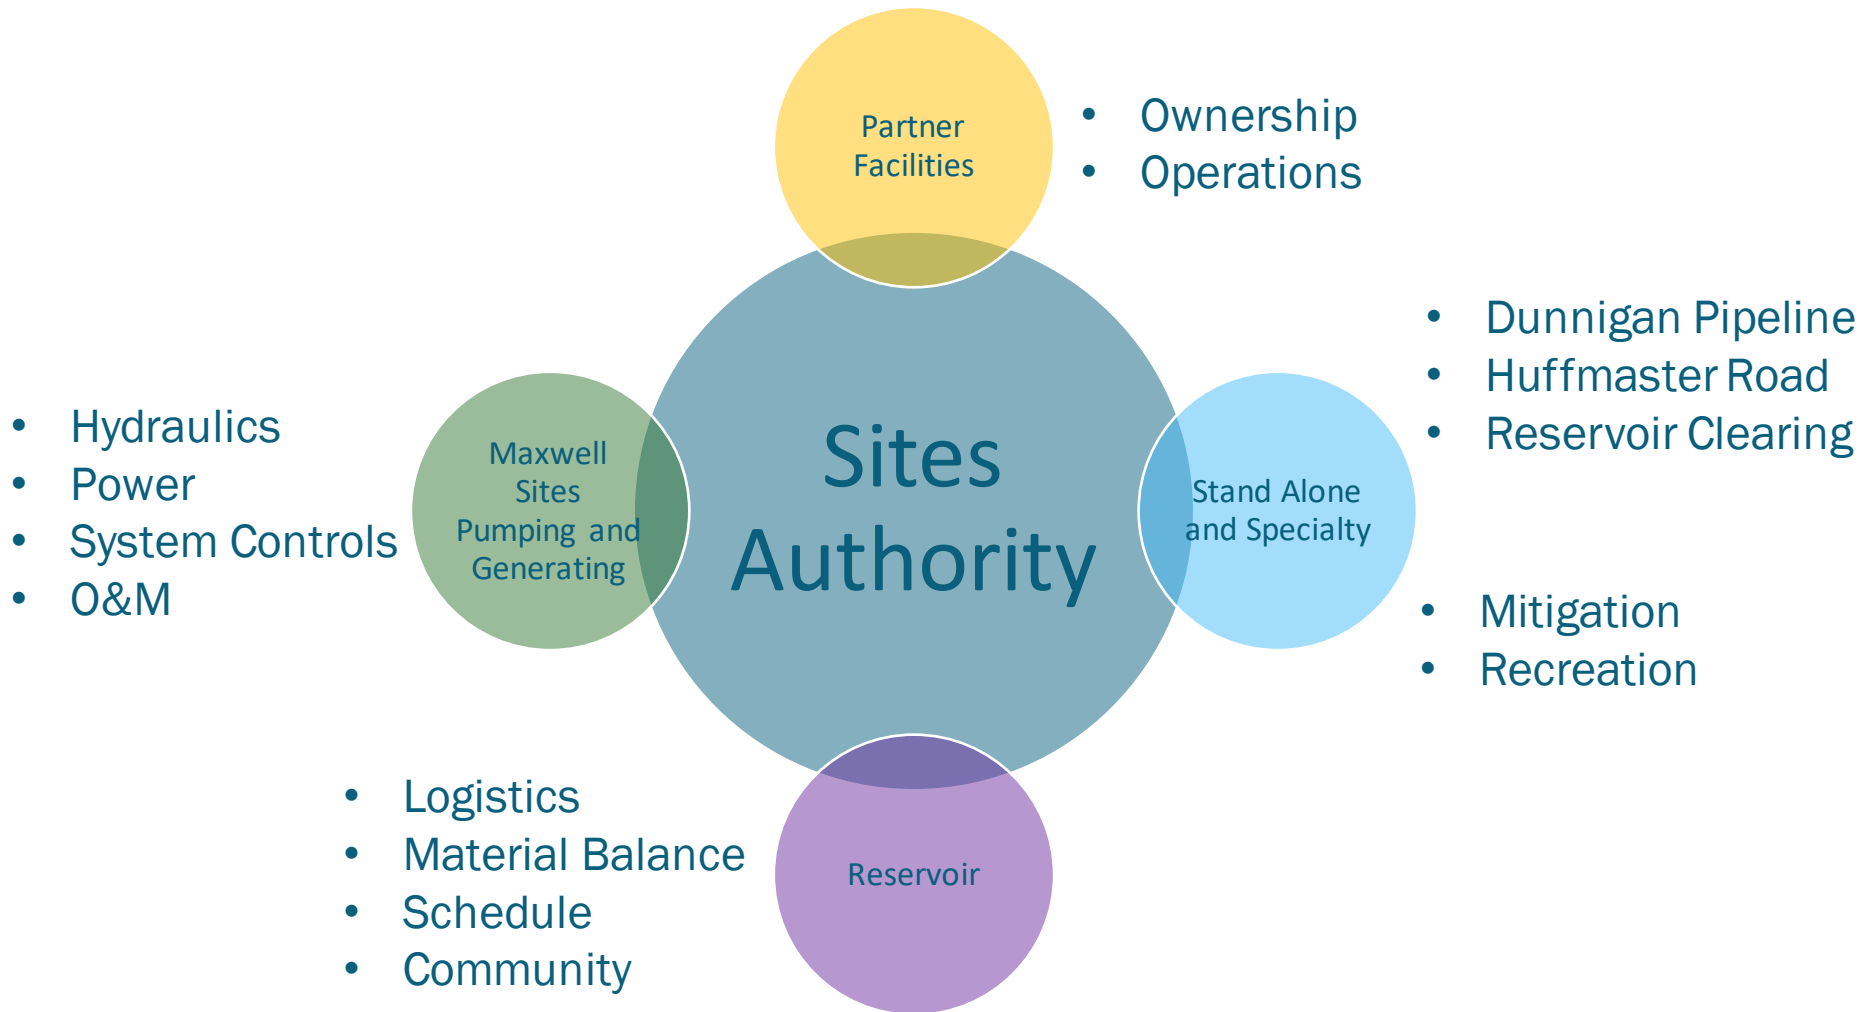 Partner
Facilities
• Ownership
• Operations
• Dunnigan Pipeline
• Huffmaster Road
• Reservoir Clearing
• Hydraulics
• Power
• System Controls
• O&M
Maxwell
Sites
Pumping and
Generating
Sites
Authority
Stand Alone
and Specialty
• Mitigation
• Recreation
• Logistics
• Material Balance
• Schedule
• Community
Reservoir